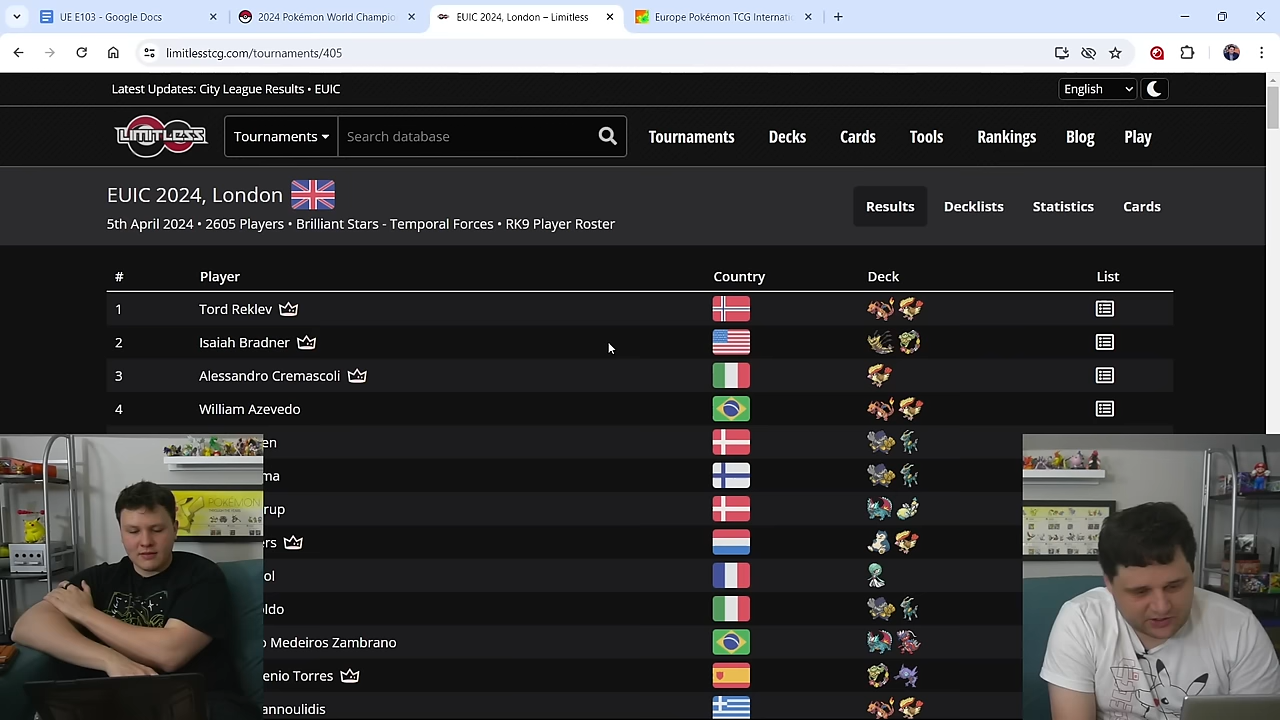 UE E103 - Google Docs
2024 Pokémon World Champio
EUIC 2024, London – Limitless
Europe Pokémon TCG Internati
limitlesstcg.com/tournaments/405
Latest Updates: City League Results • EUIC
English
LIMITLESS
Tournaments
Search database
Tournaments
Decks
Cards
Tools
Rankings
Blog
Play
EUIC 2024, London
5th April 2024 • 2605 Players • Brilliant Stars - Temporal Forces • RK9 Player Roster
Results
Decklists
Statistics
Cards
# Player Country Deck List
1 Tord Reklev
2 Isaiah Bradner
3 Alessandro Cremascoli
4 William Azevedo
en
ma
rup
rs
ol
ldo
o Medeiros Zambrano
es
annoulidis